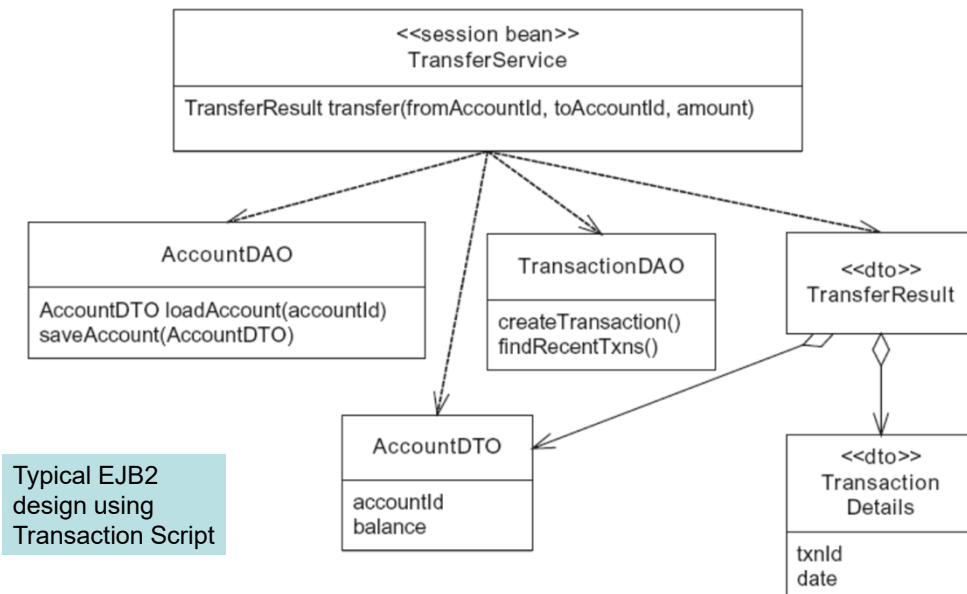 <<session bean>>
TransferService
TransferResult transfer(fromAccountId, toAccountId, amount)
AccountDAO
AccountDTO loadAccount(accountId)
saveAccount(AccountDTO)
TransactionDAO
createTransaction()
findRecentTxns()
<<dto>>
TransferResult
AccountDTO
accountId
balance
<<dto>>
Transaction
Details
txnId
date
Typical EJB2
design using
Transaction Script